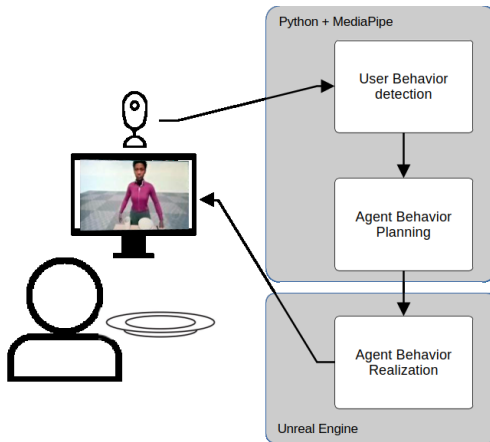 Python + MediaPipe
User Behavior
detection
Agent Behavior
Planning
Agent Behavior
Realization
Unreal Engine